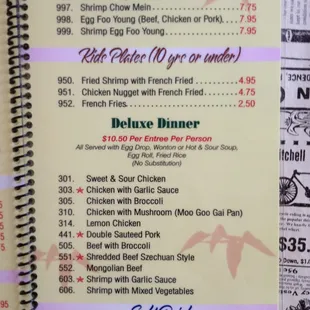 997. Shrimp Chow Mein 7.75
998. Egg Foo Young (Beef, Chicken or Pork) 7.95
999. Shrimp Egg Foo Young 7.95
Kids Plates (10 yrs or under)
950. Fried Shrimp with French Fried 4.95
951. Chicken Nugget with French Fried 4.75
952. French Fries 2.50
Deluxe Dinner
$10.50 Per Entree Per Person
All Served with Egg Drop, Wonton or Hot & Sour Soup,
Egg Roll, Fried Rice
(No Substitution)
301. Sweet & Sour Chicken
303. ★ Chicken with Garlic Sauce
305. Chicken with Broccoli
310. Chicken with Mushroom (Moo Goo Gai Pan)
314. Lemon Chicken
441. ★ Double Sauteed Pork
505. Beef with Broccoli
551. ★ Shredded Beef Szechuan Style
552. Mongolian Beef
603. ★ Shrimp with Garlic Sauce
606. Shrimp with Mixed Vegetables
$35.